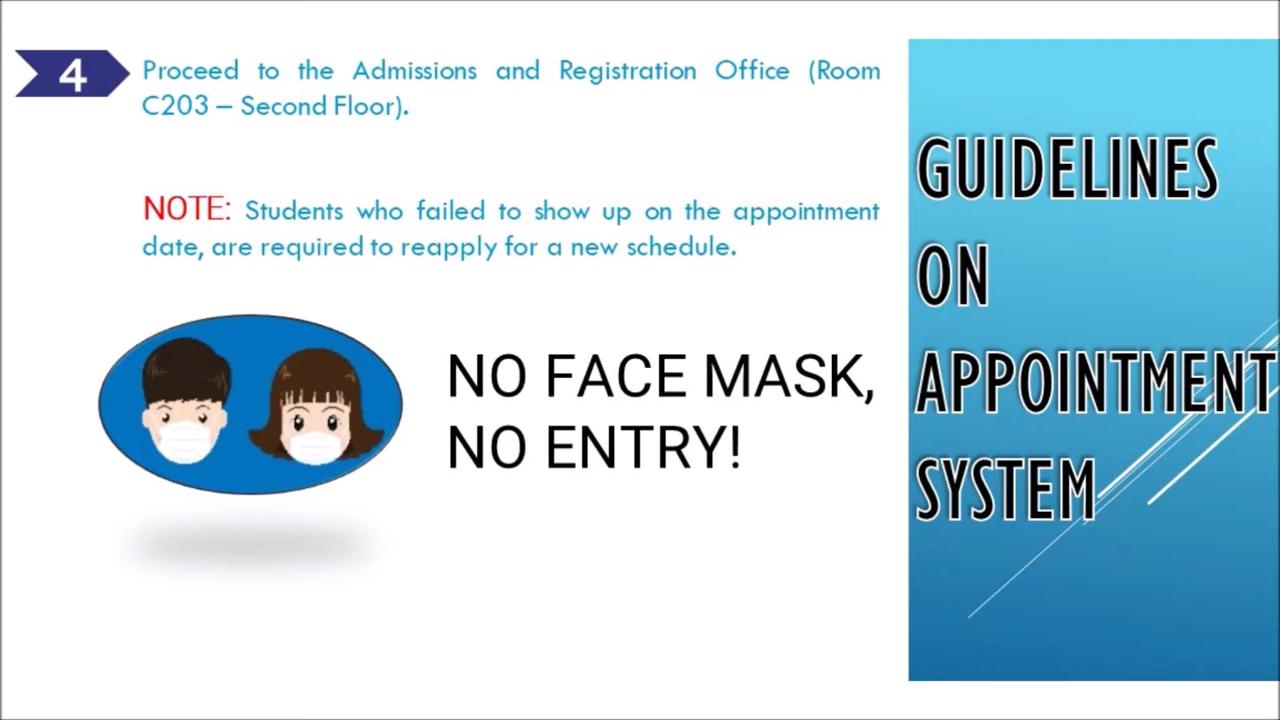 4
Proceed to the Admissions and Registration Office (Room
C203 – Second Floor).
NOTE: Students who failed to show up on the appointment
date, are required to reapply for a new schedule.
NO FACE MASK,
NO ENTRY!
GUIDELINES
ON
APPOINTMENT
SYSTEM